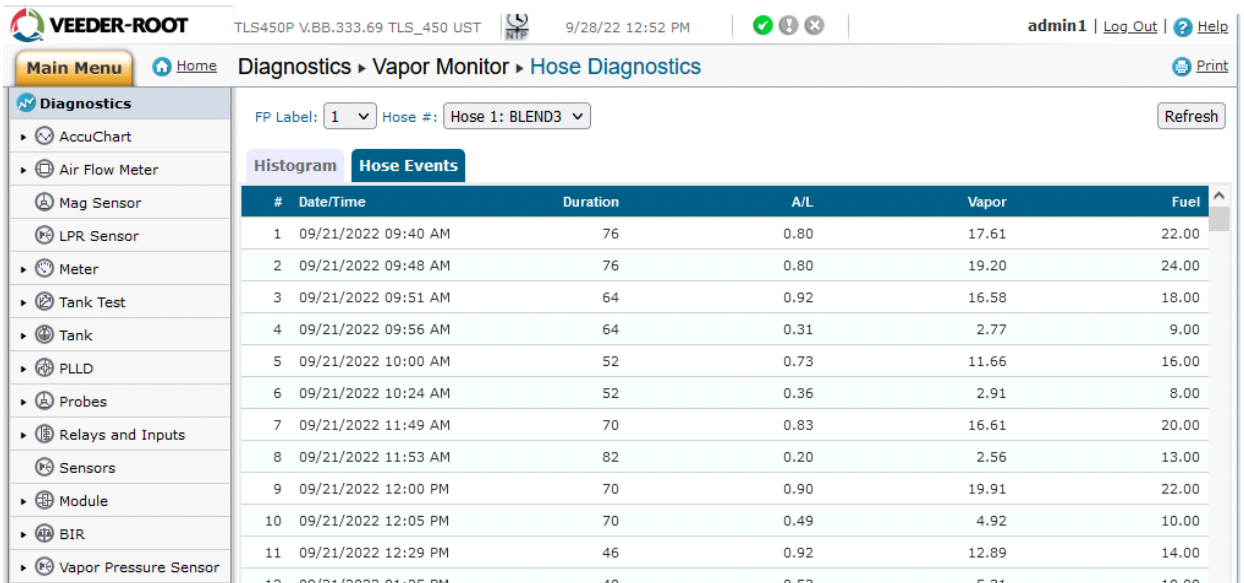 VEEDER-ROOT TLS450P V.BB.333.69 TLS_450 UST NTP 9/28/22 12:52 PM admin1 | Log Out | Help
Main Menu Home Diagnostics ▸ Vapor Monitor ▸ Hose Diagnostics Print
Diagnostics
AccuChart
Air Flow Meter
Mag Sensor
LPR Sensor
Meter
Tank Test
Tank
PLLD
Probes
Relays and Inputs
Sensors
Module
BIR
Vapor Pressure Sensor
FP Label: 1 Hose #: Hose 1: BLEND3 Refresh
Histogram Hose Events
# Date/Time Duration A/L Vapor Fuel
1 09/21/2022 09:40 AM 76 0.80 17.61 22.00
2 09/21/2022 09:48 AM 76 0.80 19.20 24.00
3 09/21/2022 09:51 AM 64 0.92 16.58 18.00
4 09/21/2022 09:56 AM 64 0.31 2.77 9.00
5 09/21/2022 10:00 AM 52 0.73 11.66 16.00
6 09/21/2022 10:24 AM 52 0.36 2.91 8.00
7 09/21/2022 11:49 AM 70 0.83 16.61 20.00
8 09/21/2022 11:53 AM 82 0.20 2.56 13.00
9 09/21/2022 12:00 PM 70 0.90 19.91 22.00
10 09/21/2022 12:05 PM 70 0.49 4.92 10.00
11 09/21/2022 12:29 PM 46 0.92 12.89 14.00